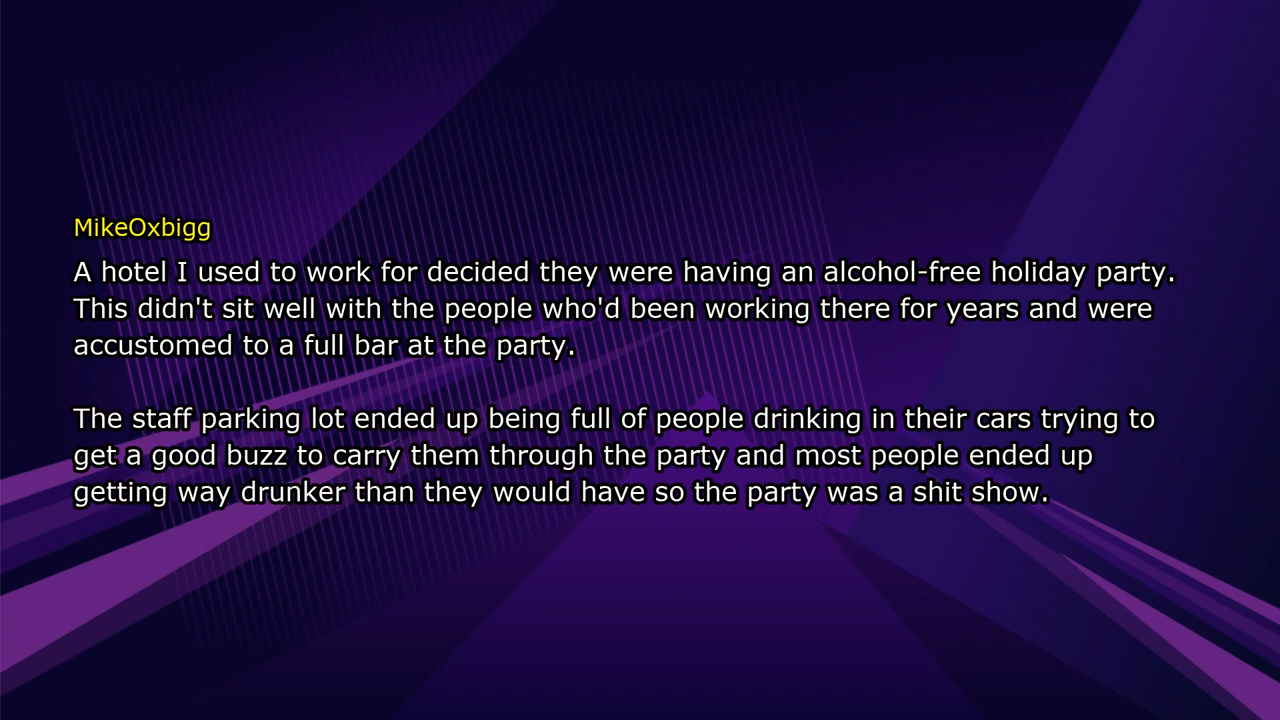 MikeOxbigg
A hotel I used to work for decided they were having an alcohol-free holiday party.
This didn't sit well with the people who'd been working there for years and were
accustomed to a full bar at the party.
The staff parking lot ended up being full of people drinking in their cars trying to
get a good buzz to carry them through the party and most people ended up
getting way drunker than they would have so the party was a shit show.